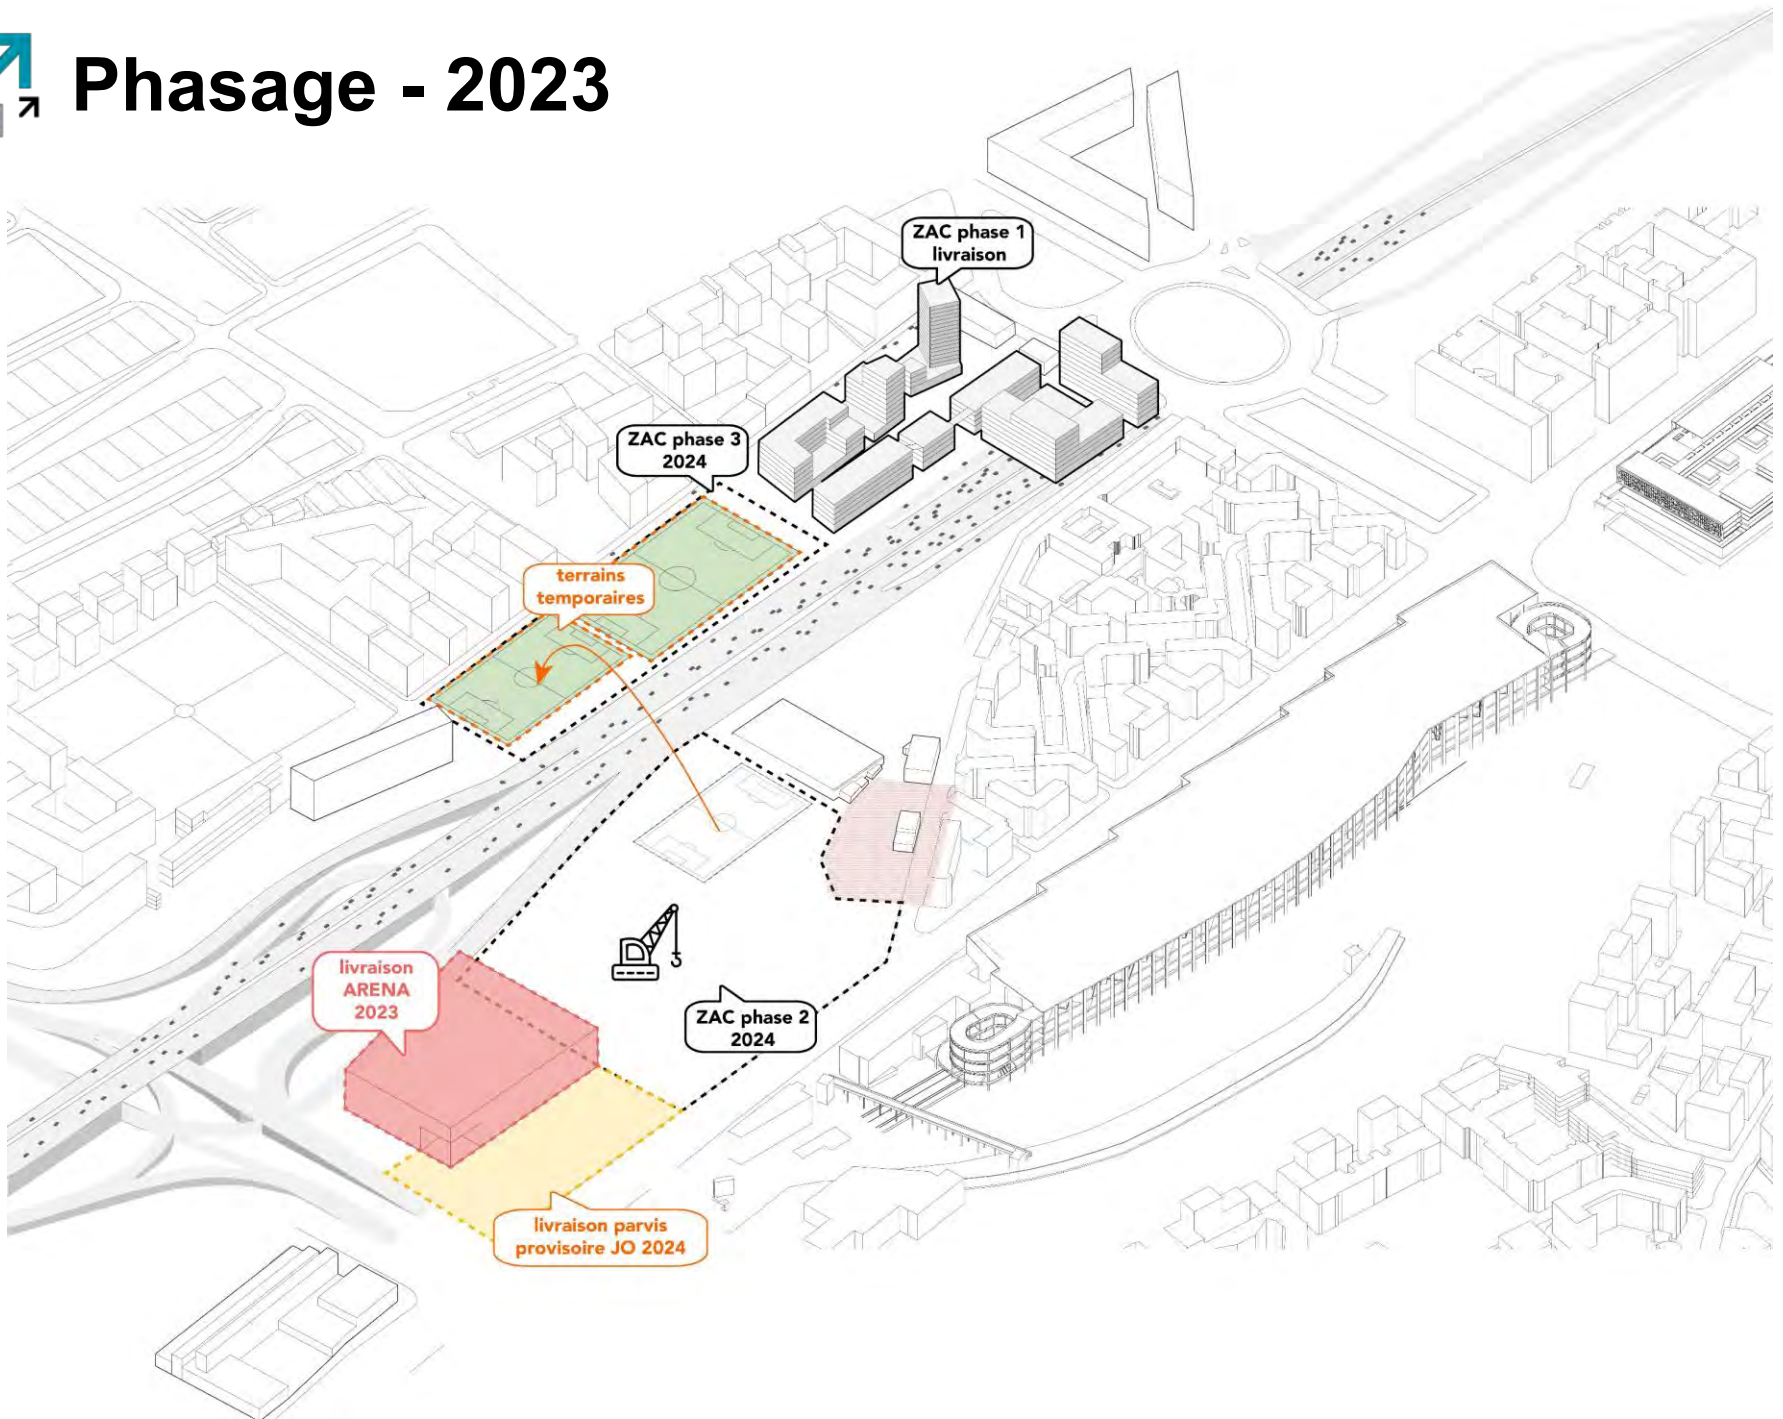 Phasage - 2023
ZAC phase 1
livraison
ZAC phase 3
2024
terrains
temporaires
livraison
ARENA
2023
ZAC phase 2
2024
livraison parvis
provisoire JO 2024